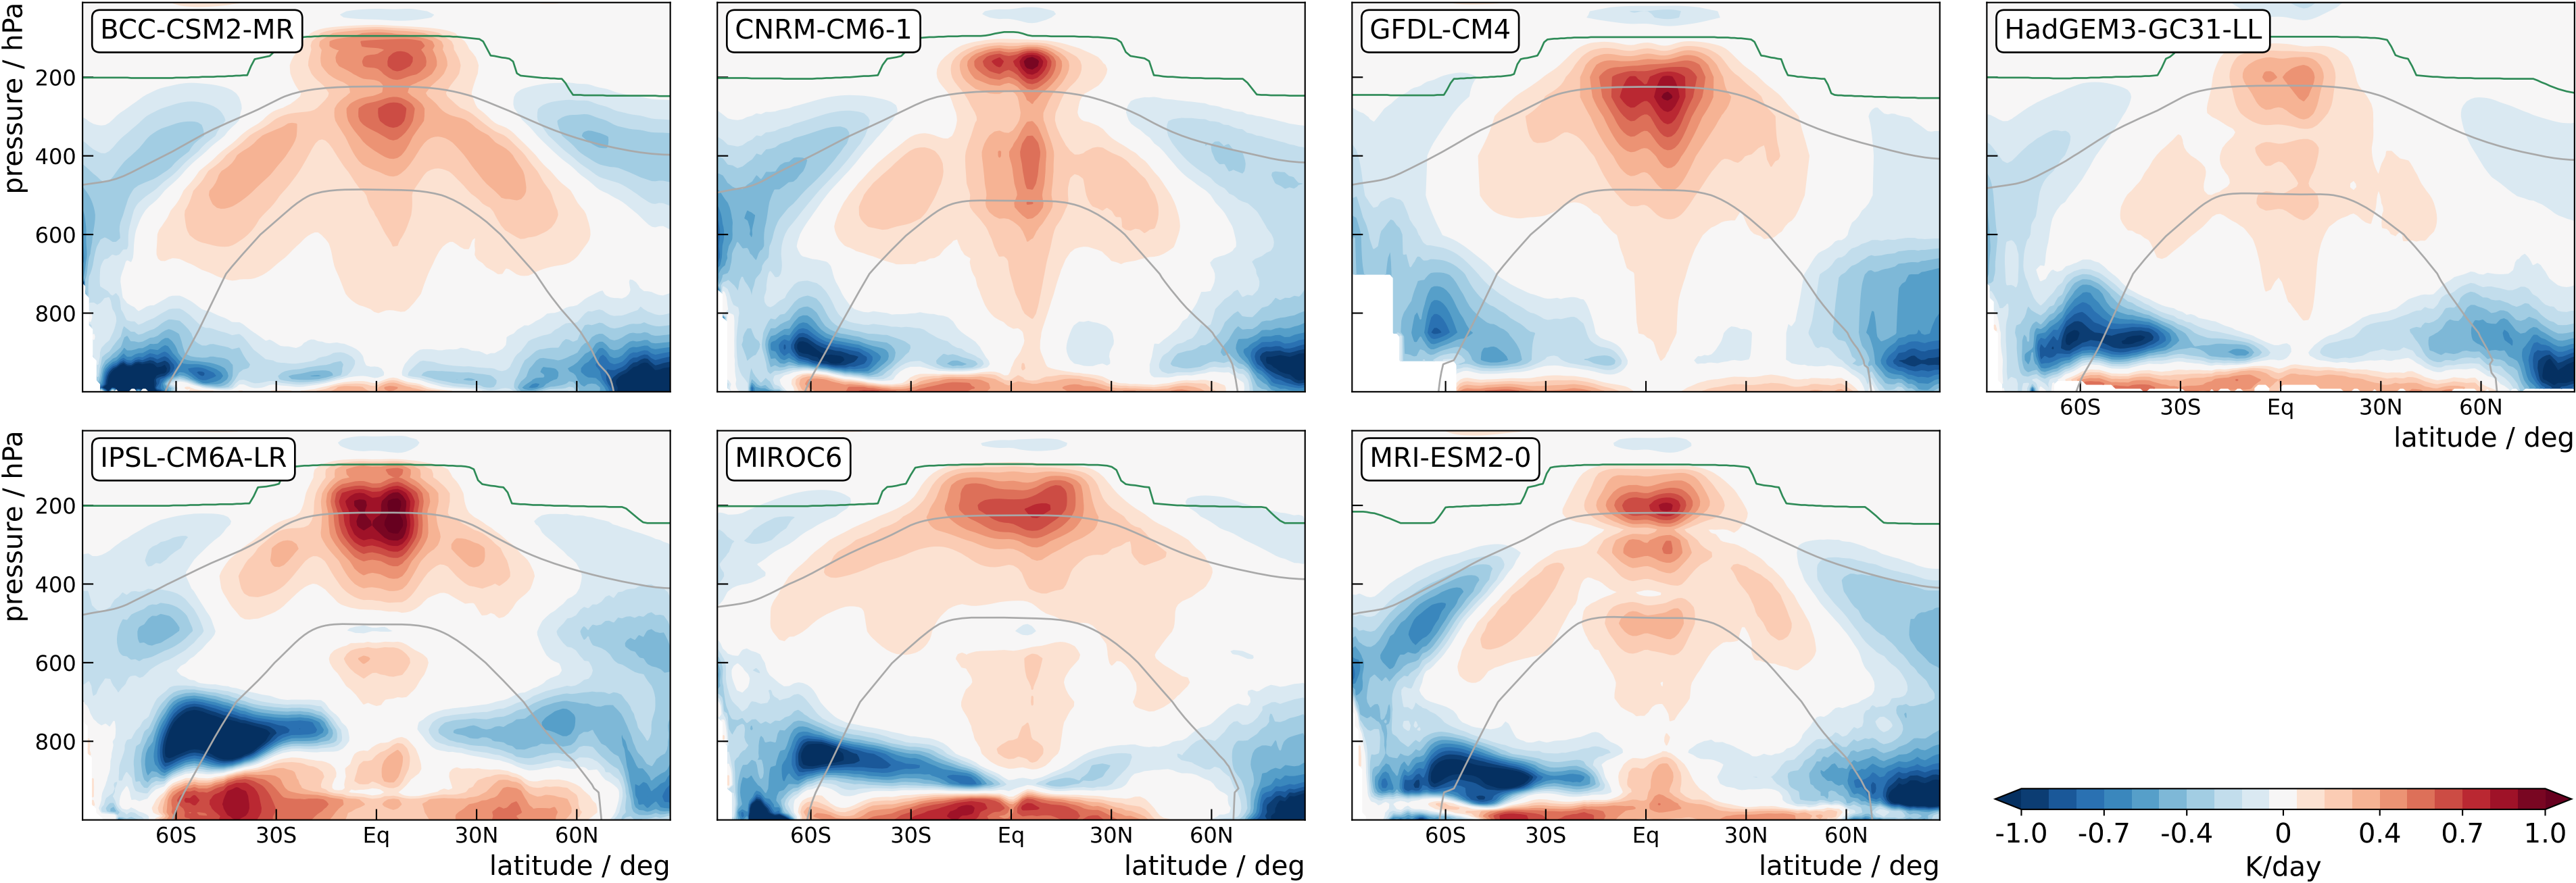 BCC-CSM2-MR
CNRM-CM6-1
GFDL-CM4
HadGEM3-GC31-LL
pressure / hPa
200
400
600
800
60S 30S Eq 30N 60N
latitude / deg
IPSL-CM6A-LR
MIROC6
MRI-ESM2-0
pressure / hPa
200
400
600
800
60S 30S Eq 30N 60N
latitude / deg
60S 30S Eq 30N 60N
latitude / deg
60S 30S Eq 30N 60N
latitude / deg
-1.0 -0.7 -0.4 0 0.4 0.7 1.0
K/day